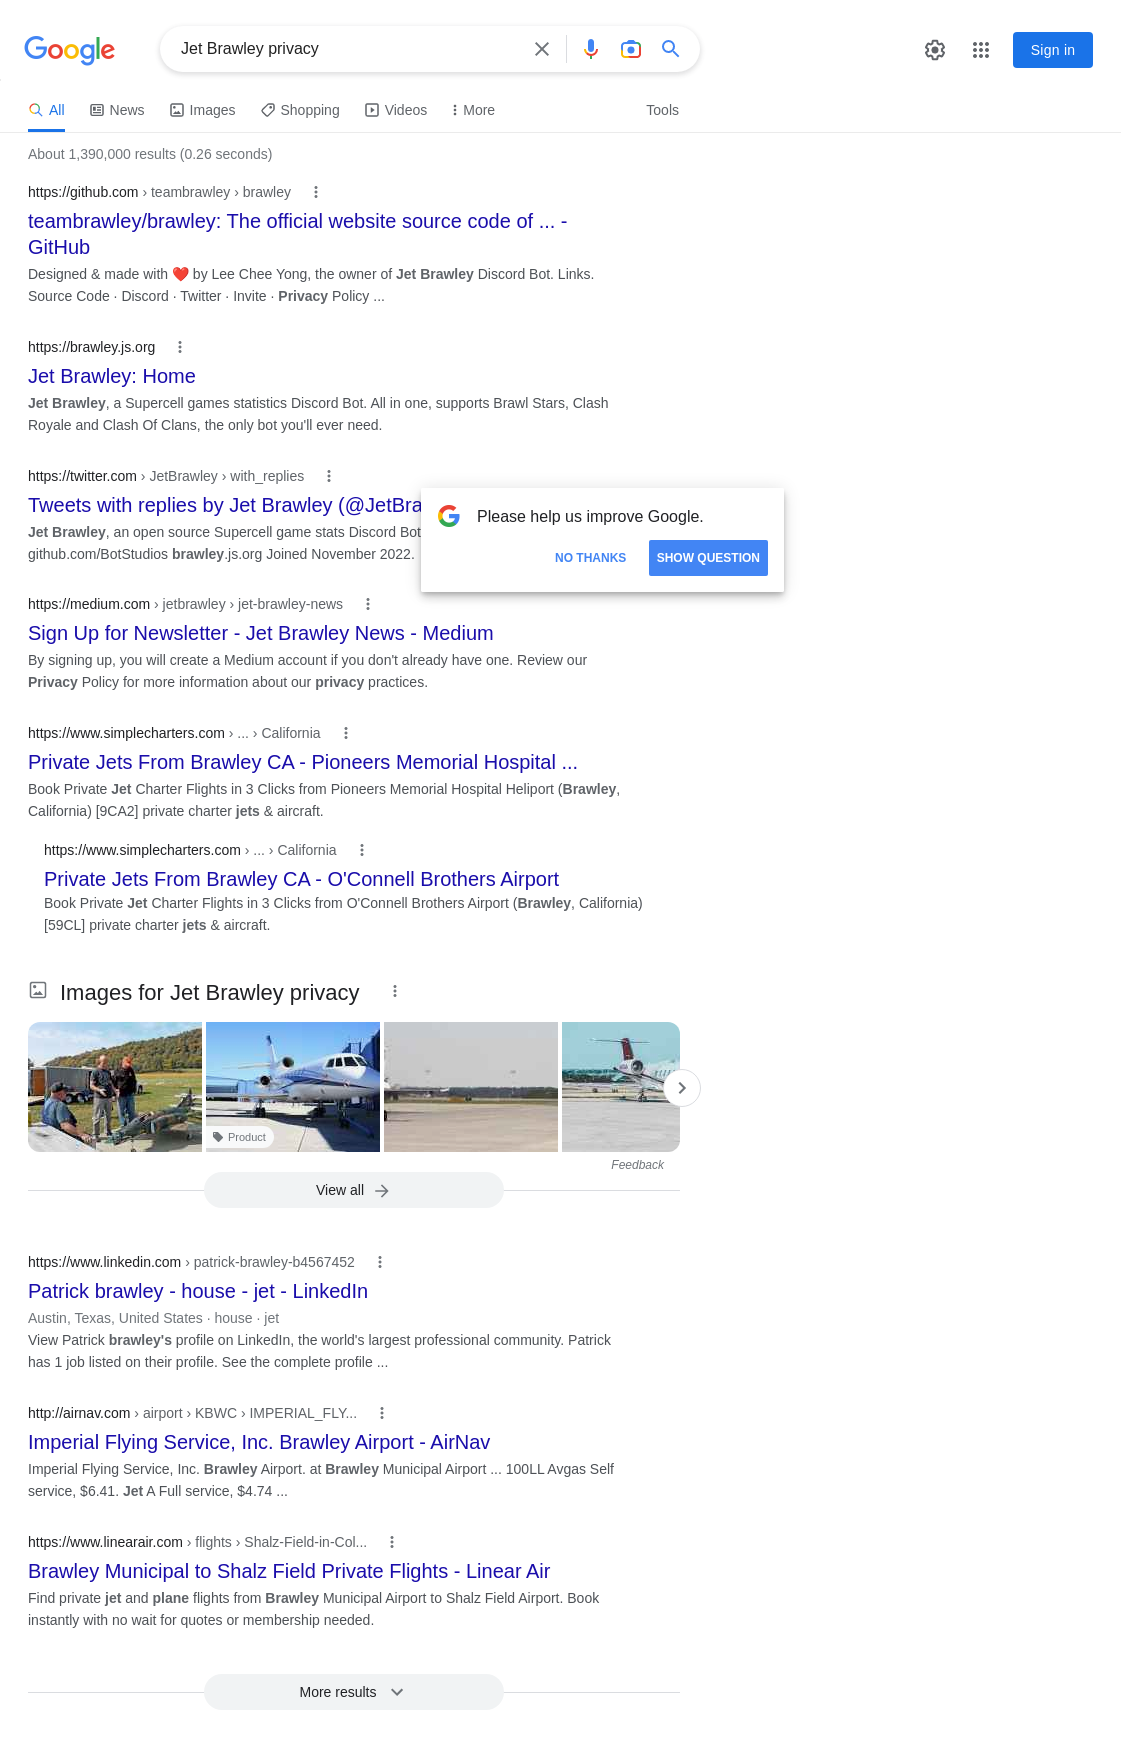 Google
Jet Brawley privacy
Sign in
All
News
Images
Shopping
Videos
More
Tools
About 1,390,000 results (0.26 seconds)
https://github.com › teambrawley › brawley
teambrawley/brawley: The official website source code of ... -
GitHub
Designed & made with ❤️ by Lee Chee Yong, the owner of Jet Brawley Discord Bot. Links.
Source Code · Discord · Twitter · Invite · Privacy Policy ...
https://brawley.js.org
Jet Brawley: Home
Jet Brawley, a Supercell games statistics Discord Bot. All in one, supports Brawl Stars, Clash
Royale and Clash Of Clans, the only bot you'll ever need.
https://twitter.com › JetBrawley › with_replies
Tweets with replies by Jet Brawley (@JetBra
Jet Brawley, an open source Supercell game stats Discord Bot
github.com/BotStudios brawley.js.org Joined November 2022.
Please help us improve Google.
NO THANKS
SHOW QUESTION
https://medium.com › jetbrawley › jet-brawley-news
Sign Up for Newsletter - Jet Brawley News - Medium
By signing up, you will create a Medium account if you don't already have one. Review our
Privacy Policy for more information about our privacy practices.
https://www.simplecharters.com › ... › California
Private Jets From Brawley CA - Pioneers Memorial Hospital ...
Book Private Jet Charter Flights in 3 Clicks from Pioneers Memorial Hospital Heliport (Brawley,
California) [9CA2] private charter jets & aircraft.
https://www.simplecharters.com › ... › California
Private Jets From Brawley CA - O'Connell Brothers Airport
Book Private Jet Charter Flights in 3 Clicks from O'Connell Brothers Airport (Brawley, California)
[59CL] private charter jets & aircraft.
Images for Jet Brawley privacy
Product
Feedback
View all
https://www.linkedin.com › patrick-brawley-b4567452
Patrick brawley - house - jet - LinkedIn
Austin, Texas, United States · house · jet
View Patrick brawley's profile on LinkedIn, the world's largest professional community. Patrick
has 1 job listed on their profile. See the complete profile ...
http://airnav.com › airport › KBWC › IMPERIAL_FLY...
Imperial Flying Service, Inc. Brawley Airport - AirNav
Imperial Flying Service, Inc. Brawley Airport. at Brawley Municipal Airport ... 100LL Avgas Self
service, $6.41. Jet A Full service, $4.74 ...
https://www.linearair.com › flights › Shalz-Field-in-Col...
Brawley Municipal to Shalz Field Private Flights - Linear Air
Find private jet and plane flights from Brawley Municipal Airport to Shalz Field Airport. Book
instantly with no wait for quotes or membership needed.
More results